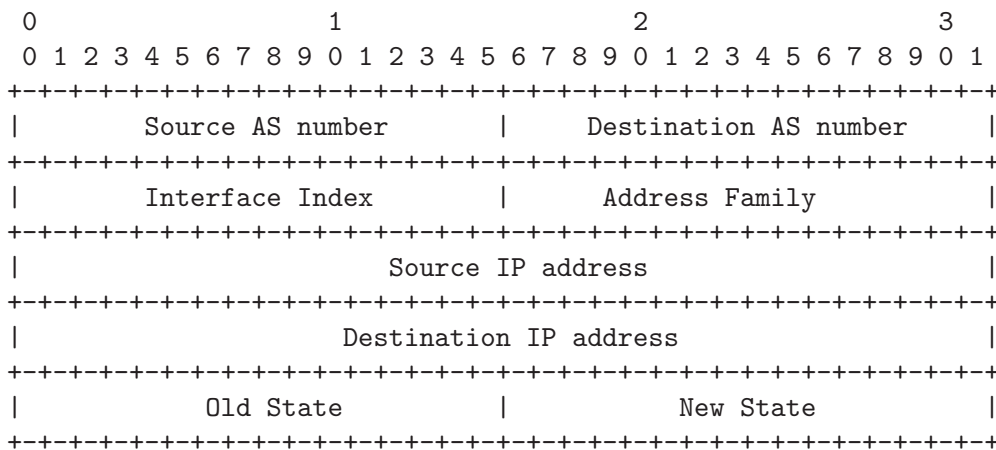 0                   1                   2                   3
0 1 2 3 4 5 6 7 8 9 0 1 2 3 4 5 6 7 8 9 0 1 2 3 4 5 6 7 8 9 0 1
+-+-+-+-+-+-+-+-+-+-+-+-+-+-+-+-+-+-+-+-+-+-+-+-+-+-+-+-+-+-+-+-+
|        Source AS number       |     Destination AS number     |
+-+-+-+-+-+-+-+-+-+-+-+-+-+-+-+-+-+-+-+-+-+-+-+-+-+-+-+-+-+-+-+-+
|        Interface Index        |      Address Family           |
+-+-+-+-+-+-+-+-+-+-+-+-+-+-+-+-+-+-+-+-+-+-+-+-+-+-+-+-+-+-+-+-+
|                        Source IP address                      |
+-+-+-+-+-+-+-+-+-+-+-+-+-+-+-+-+-+-+-+-+-+-+-+-+-+-+-+-+-+-+-+-+
|                     Destination IP address                    |
+-+-+-+-+-+-+-+-+-+-+-+-+-+-+-+-+-+-+-+-+-+-+-+-+-+-+-+-+-+-+-+-+
|            Old State          |           New State           |
+-+-+-+-+-+-+-+-+-+-+-+-+-+-+-+-+-+-+-+-+-+-+-+-+-+-+-+-+-+-+-+-+